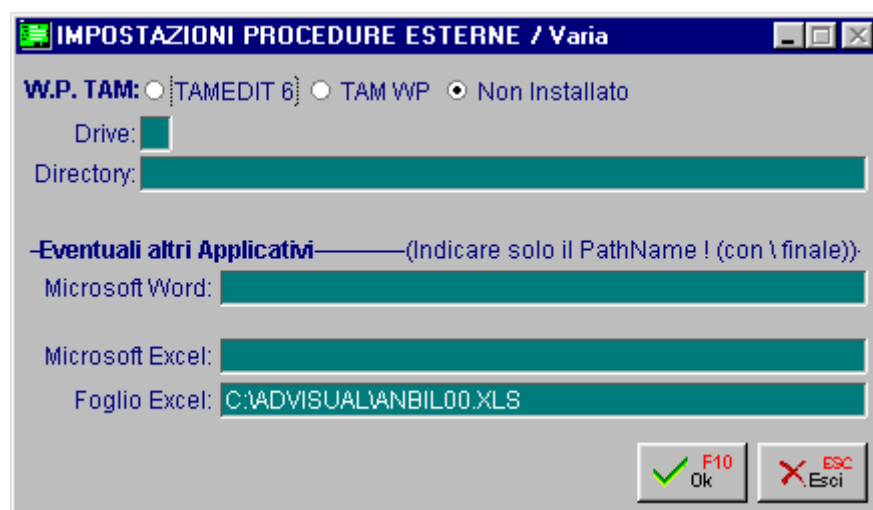 IMPOSTAZIONI PROCEDURE ESTERNE / Varia
W.P. TAM: TAMEDIT 6 TAM WP Non Installato
Drive:
Directory:
Eventuali altri Applicativi (Indicare solo il PathName ! (con \ finale))
Microsoft Word:
Microsoft Excel:
Foglio Excel: C:\ADVISUAL\ANBIL00.XLS
F10 Ok ESC Esci